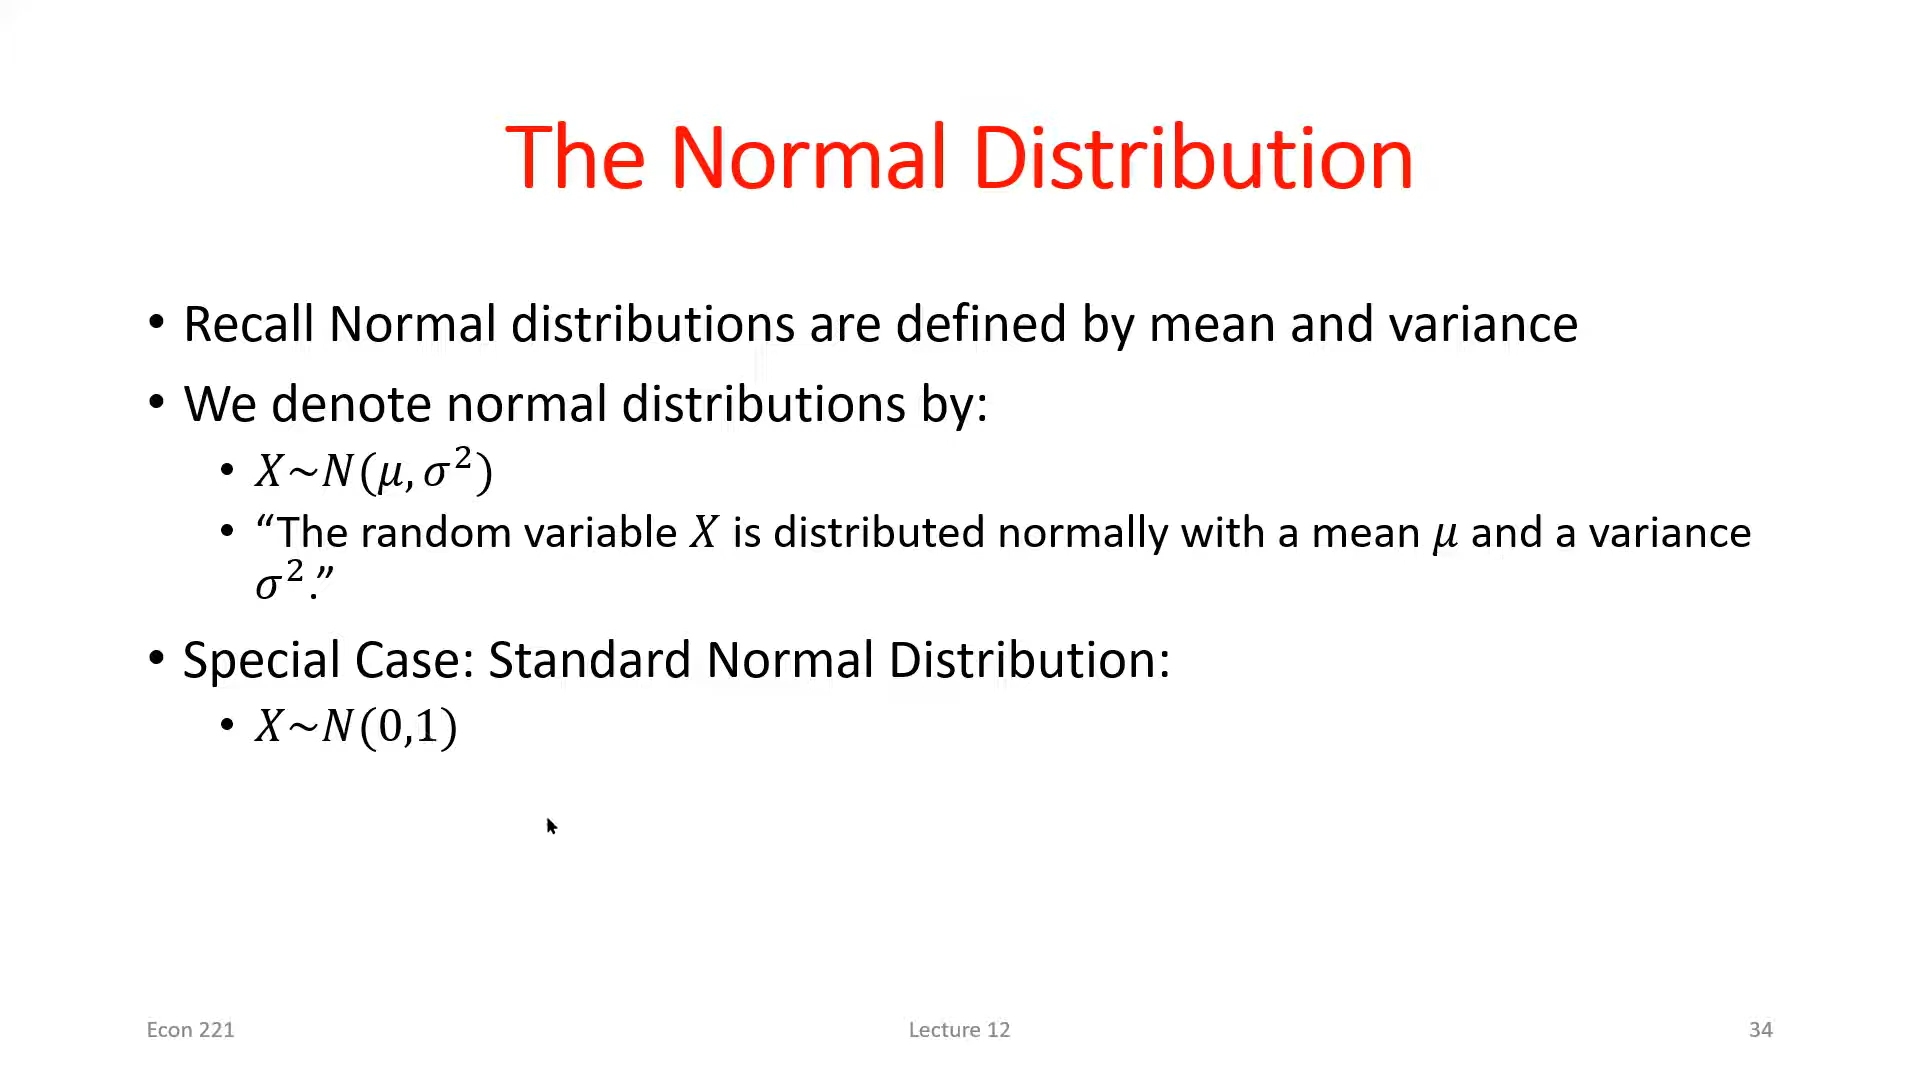 The Normal Distribution
• Recall Normal distributions are defined by mean and variance
• We denote normal distributions by:
• X~N(μ, σ²)
• “The random variable X is distributed normally with a mean μ and a variance
σ².”
• Special Case: Standard Normal Distribution:
• X~N(0,1)
Econ 221
Lecture 12
34